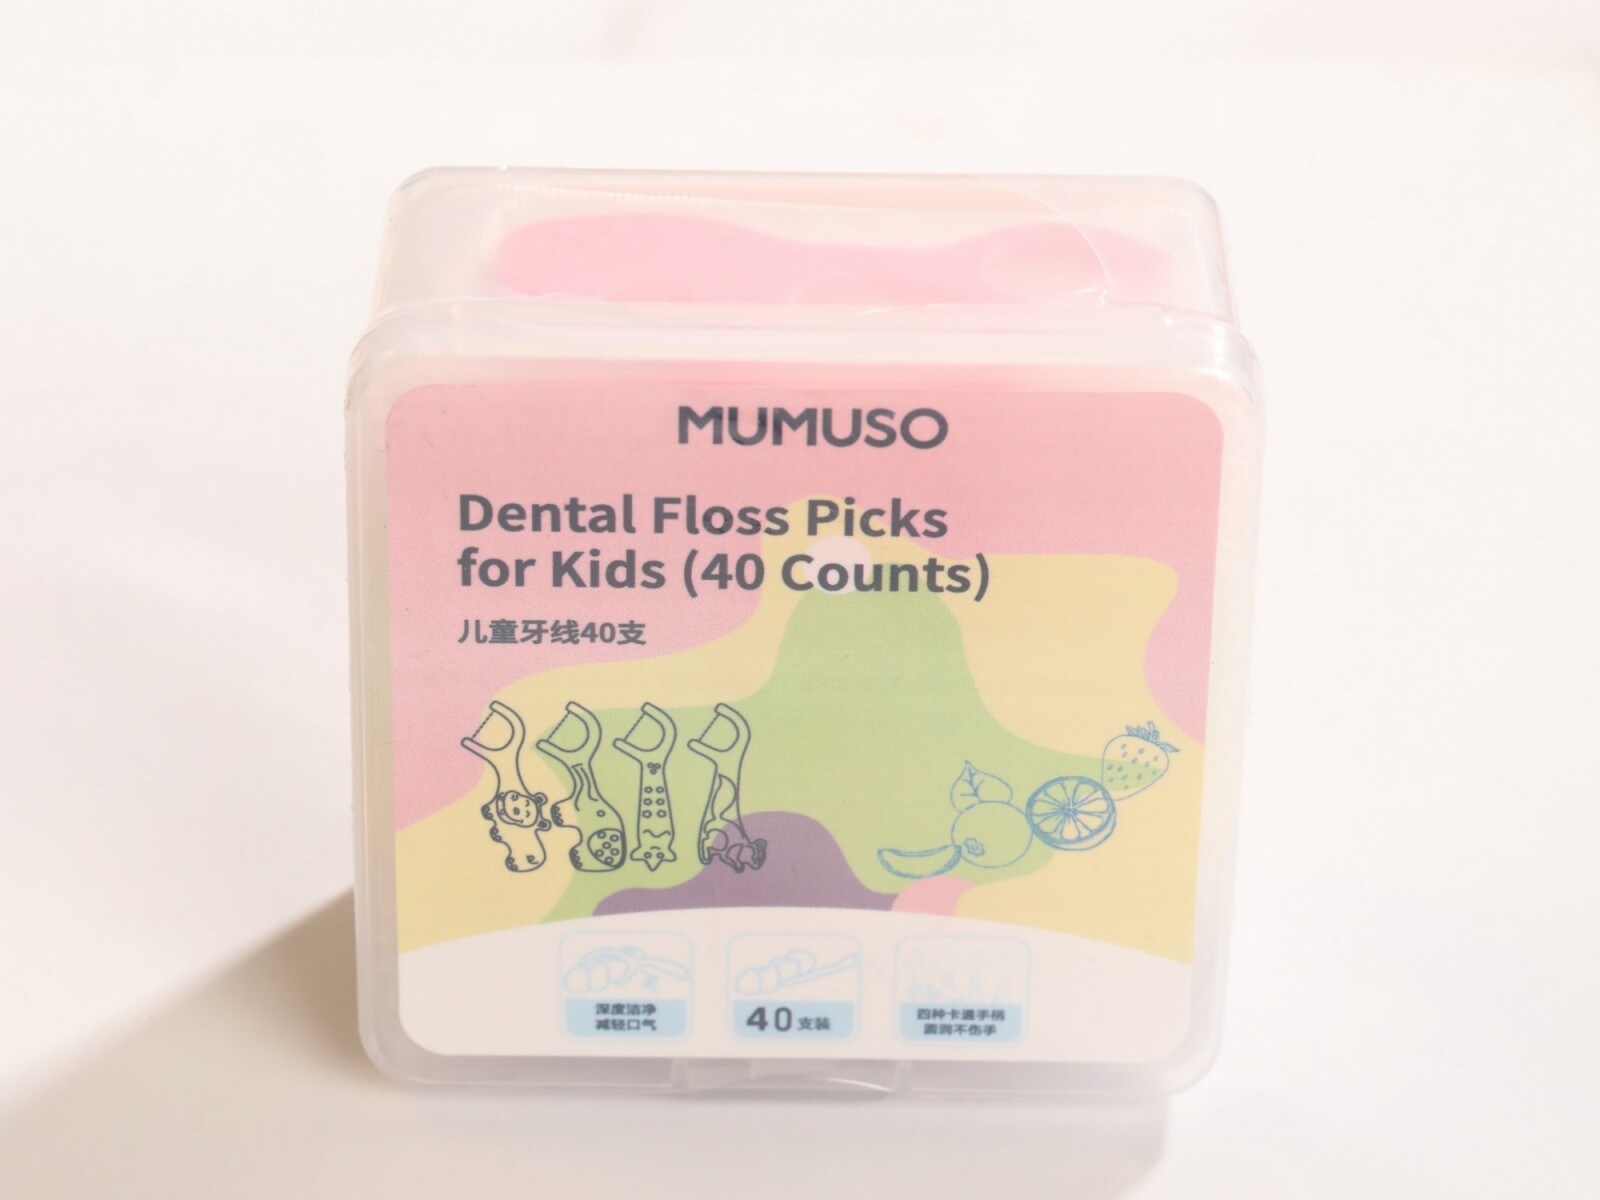 MUMUSO
Dental Floss Picks
for Kids (40 Counts)
儿童牙线40支
深度洁净
减轻口气
40支装
四种卡通手柄
圆润不伤手